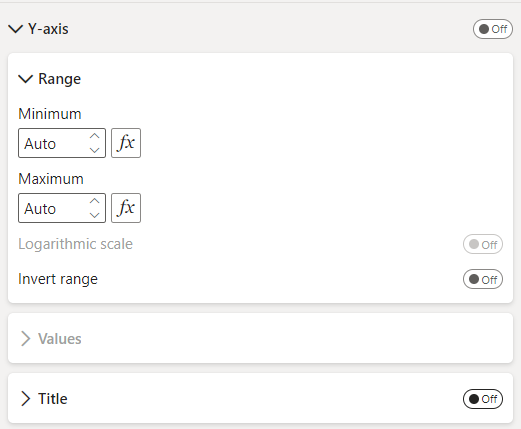 Y-axis Off
Range
Minimum
Auto fx
Maximum
Auto fx
Logarithmic scale Off
Invert range Off
Values
Title Off